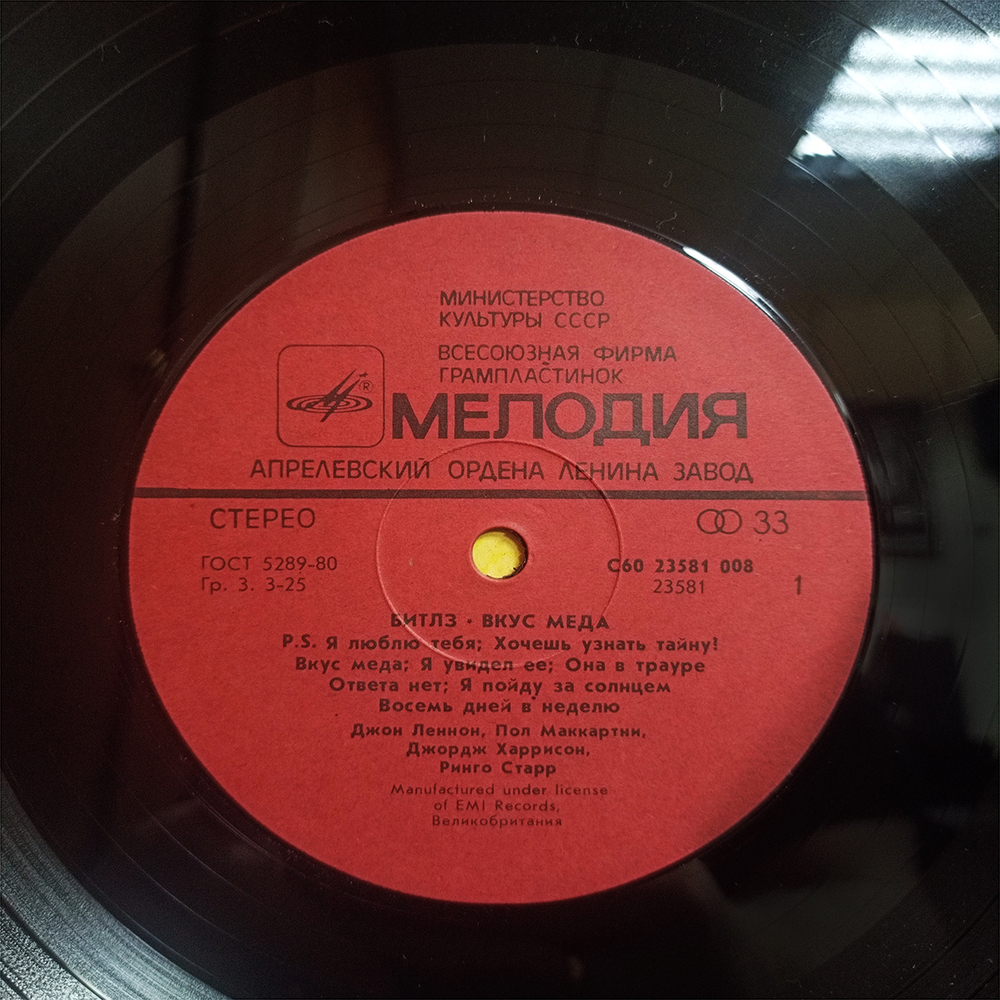 МИНИСТЕРСТВО
КУЛЬТУРЫ СССР
ВСЕСОЮЗНАЯ ФИРМА
ГРАМПЛАСТИНОК
®
МЕЛОДИЯ
АПРЕЛЕВСКИЙ ОРДЕНА ЛЕНИНА ЗАВОД
СТЕРЕО
33
ГОСТ 5289-80
Гр. 3. 3-25
С60 23581 008
23581
1
БИТЛЗ · ВКУС МЕДА
P.S. Я люблю тебя; Хочешь узнать тайну!
Вкус меда; Я увидел ее; Она в трауре
Ответа нет; Я пойду за солнцем
Восемь дней в неделю
Джон Леннон, Пол Маккартни,
Джордж Харрисон,
Ринго Старр
Manufactured under license
of EMI Records,
Великобритания